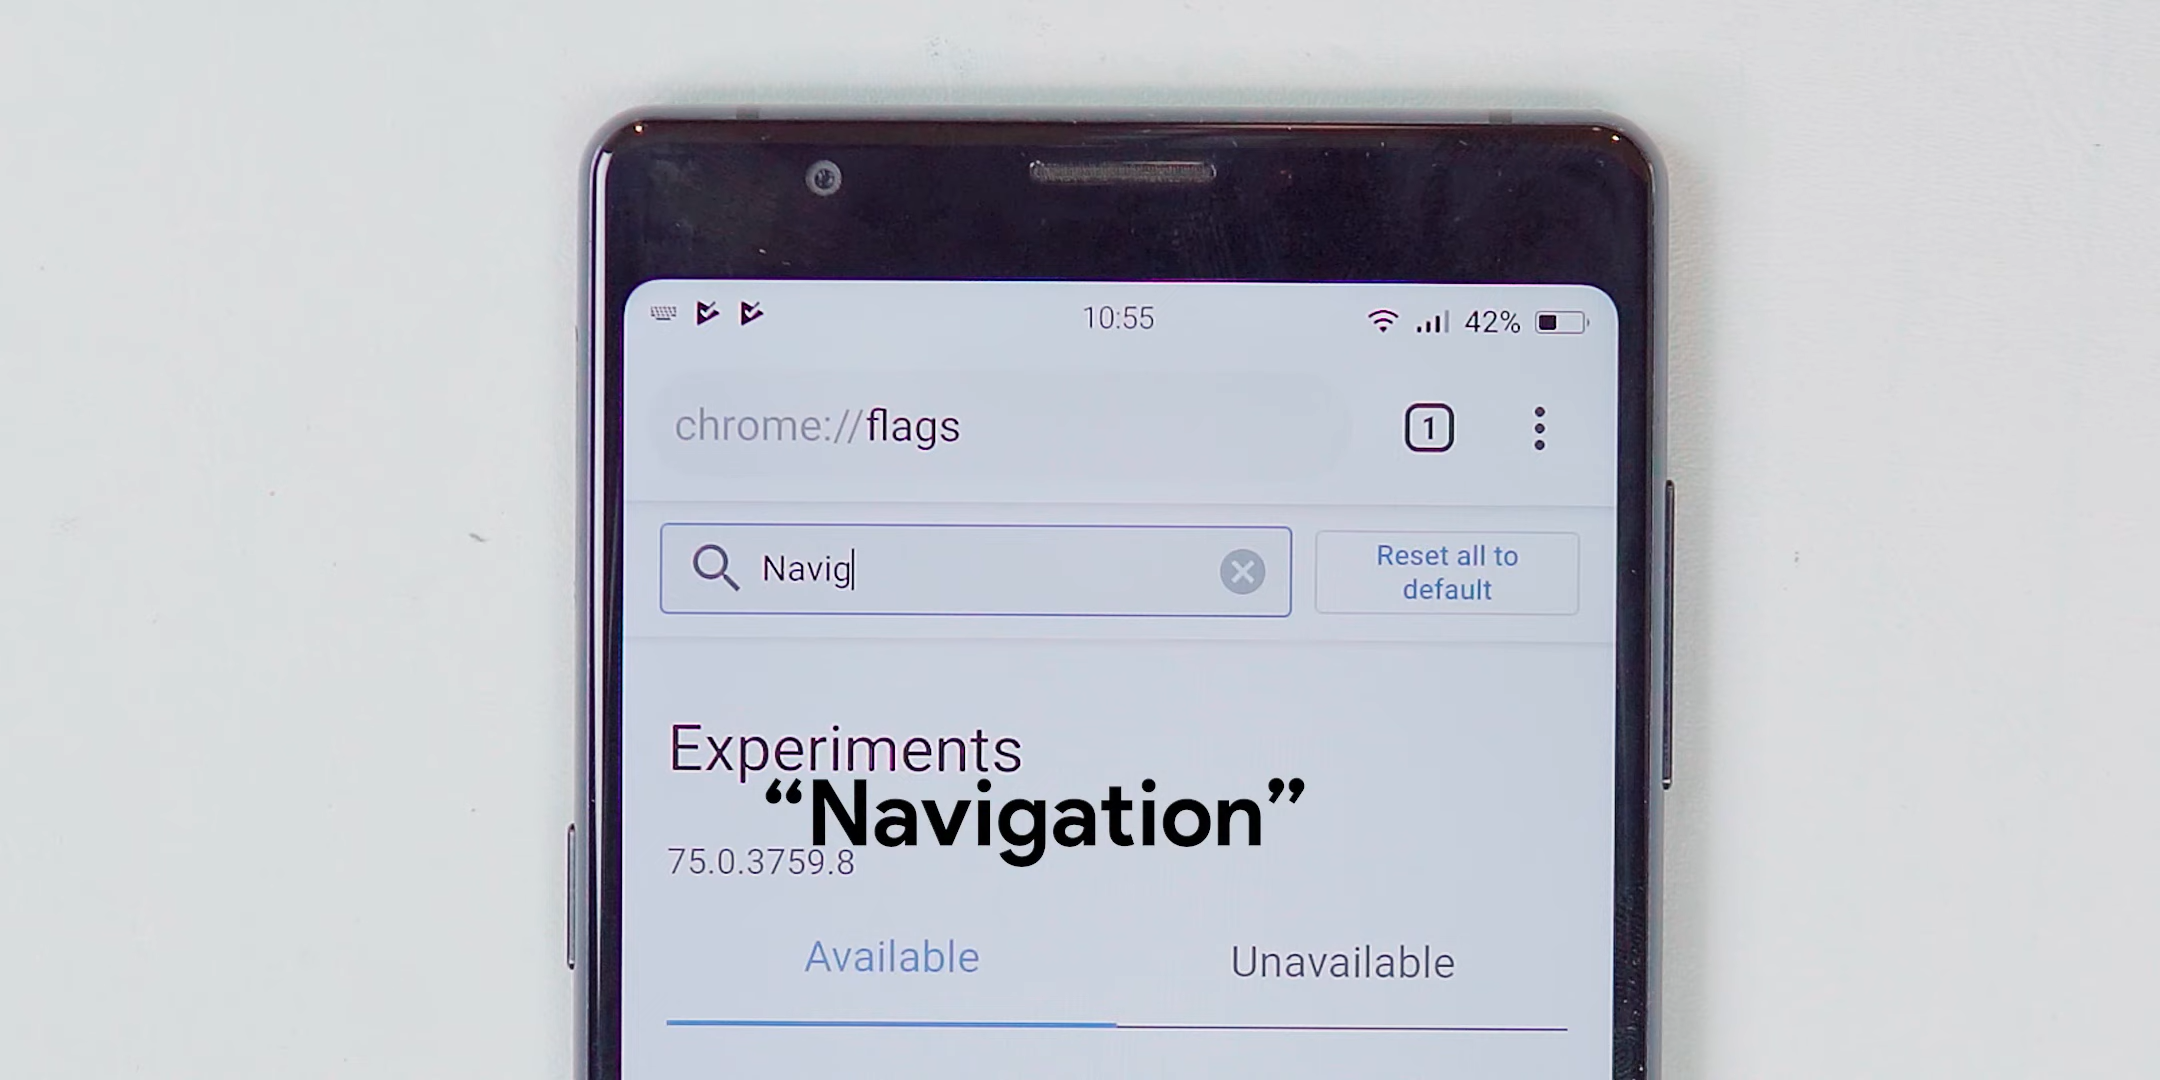 10:55
42%
chrome://flags
1
Navig
Reset all to
default
Experiments
“Navigation”
75.0.3759.8
Available
Unavailable